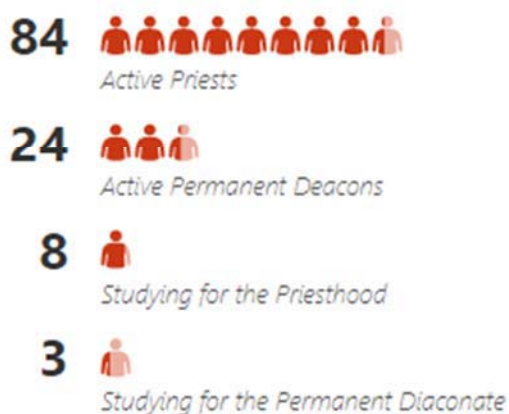 84
Active Priests
24
Active Permanent Deacons
8
Studying for the Priesthood
3
Studying for the Permanent Diaconate